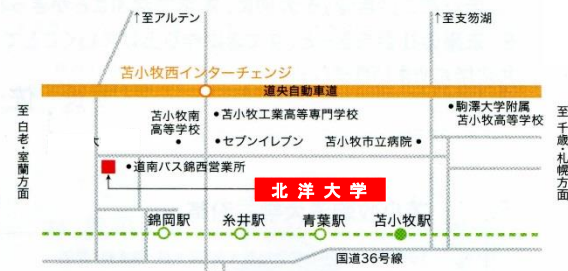 ↑至アルテン
↑至支笏湖
苫小牧西インターチェンジ
道央自動車道
至 白老・室蘭方面
至 千歳・札幌方面
苫小牧南
高等学校
•苫小牧工業高等専門学校
•駒澤大学附属
苫小牧高等学校
•セブンイレブン
苫小牧市立病院•
•道南バス錦西営業所
北洋大学
錦岡駅
糸井駅
青葉駅
苫小牧駅
国道36号線